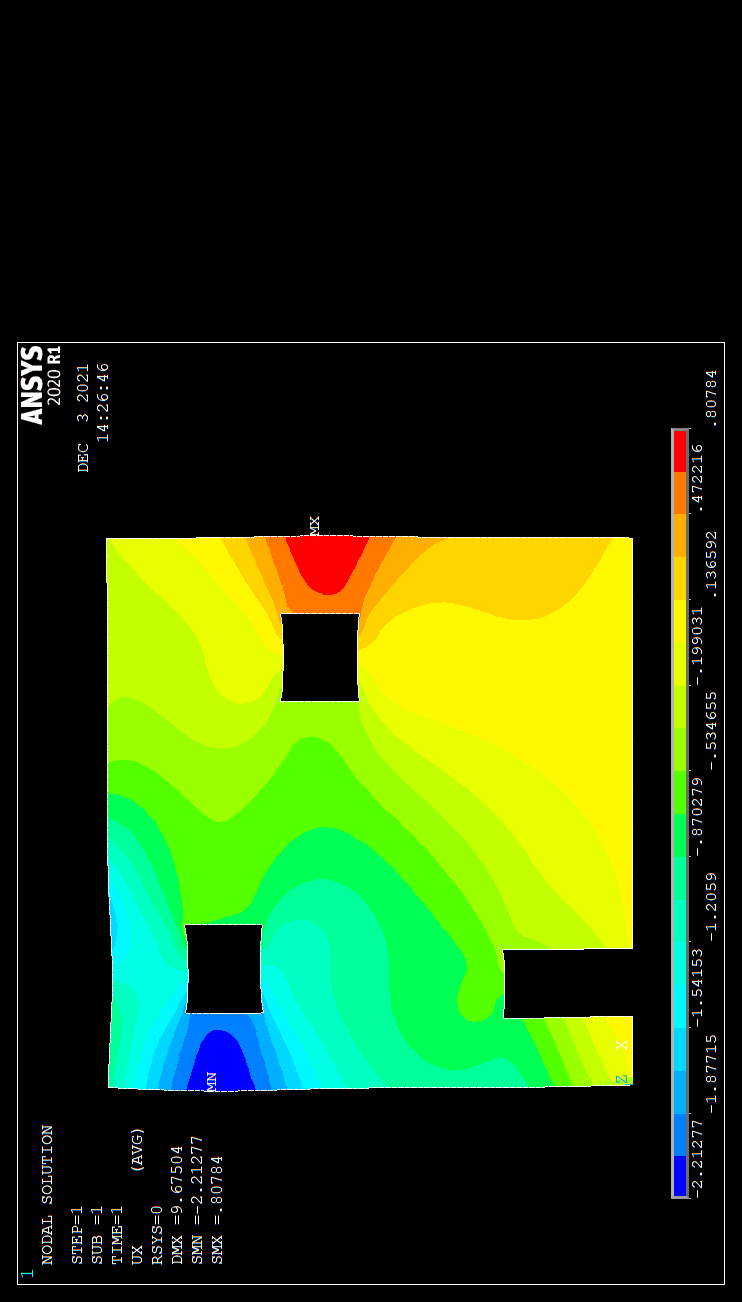 1
NODAL SOLUTION
STEP=1
SUB =1
TIME=1
UX (AVG)
RSYS=0
DMX =9.67504
SMN =-2.21277
SMX =.80784
ANSYS
2020 R1
DEC 3 2021
14:26:46
MN
MX
Z X
-2.21277
-1.87715
-1.54153
-1.2059
-.870279
-.534655
-.199031
.136592
.472216
.80784